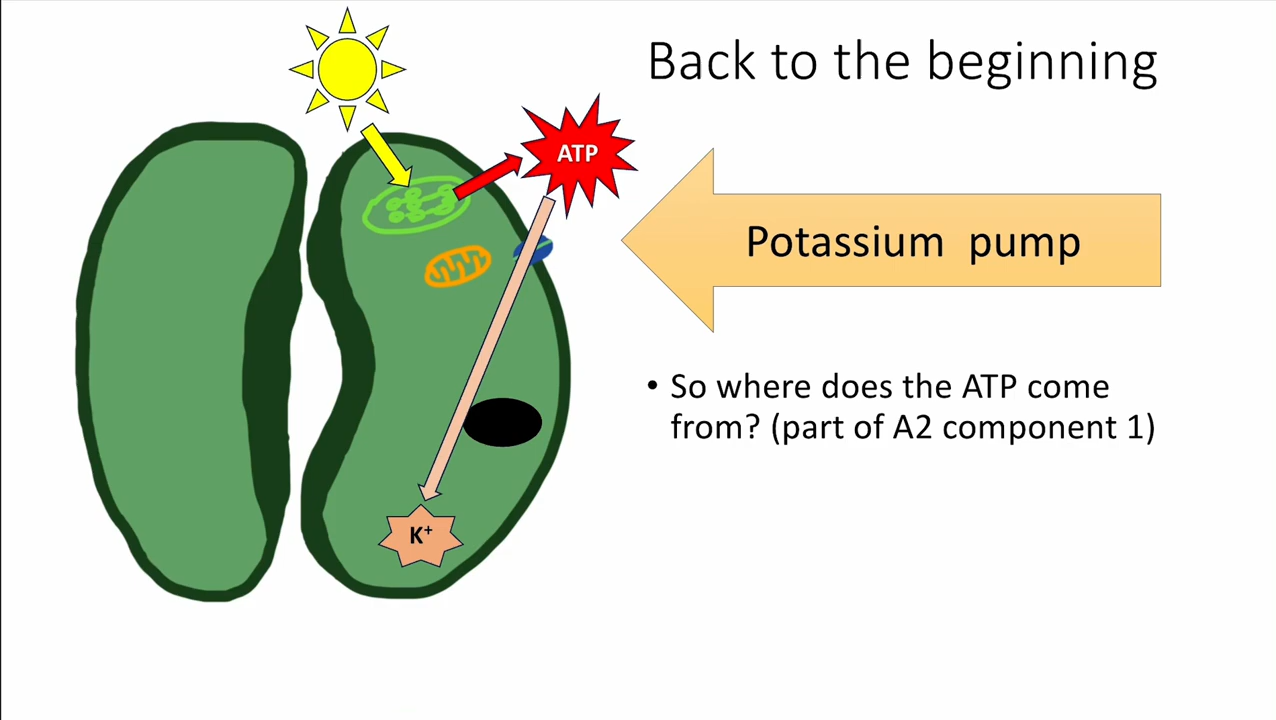 Back to the beginning
ATP
Potassium pump
• So where does the ATP come
from? (part of A2 component 1)
K⁺